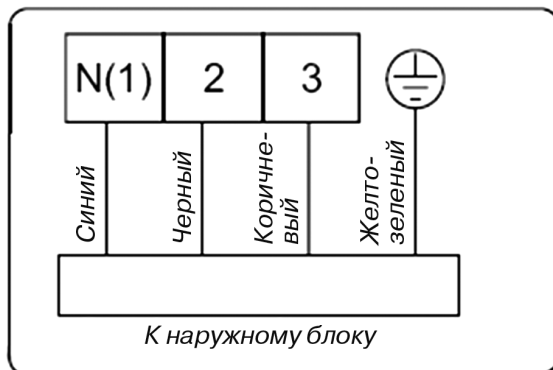 N(1) 2 3
Синий
Черный
Коричне-
вый
Желто-
зеленый
К наружному блоку